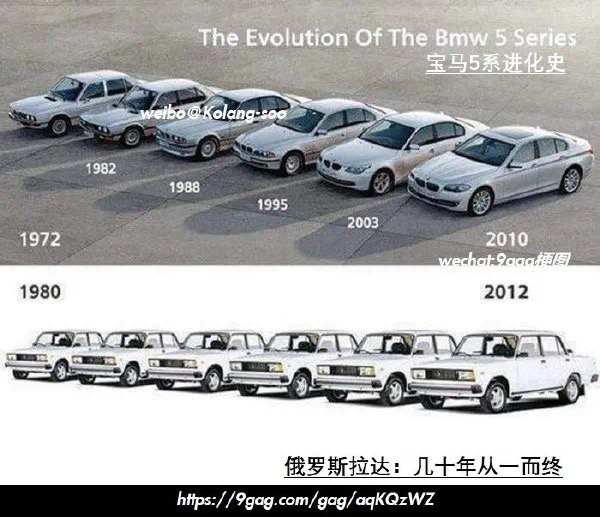 The Evolution Of The Bmw 5 Series
宝马5系进化史
weibo@Kolang-soo
1982
1988
1995
2003
1972
2010
wechat:9gag梗图
1980
2012
俄罗斯拉达：几十年从一而终
https://9gag.com/gag/aqKQzWZ